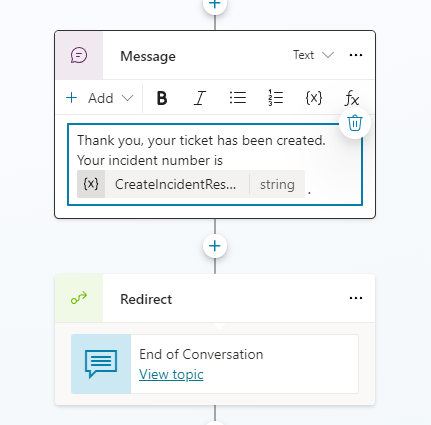 Message
Text
Add
B
I
{x}
fx
Thank you, your ticket has been created.
Your incident number is
{x} CreateIncidentRes... string .
Redirect
End of Conversation
View topic